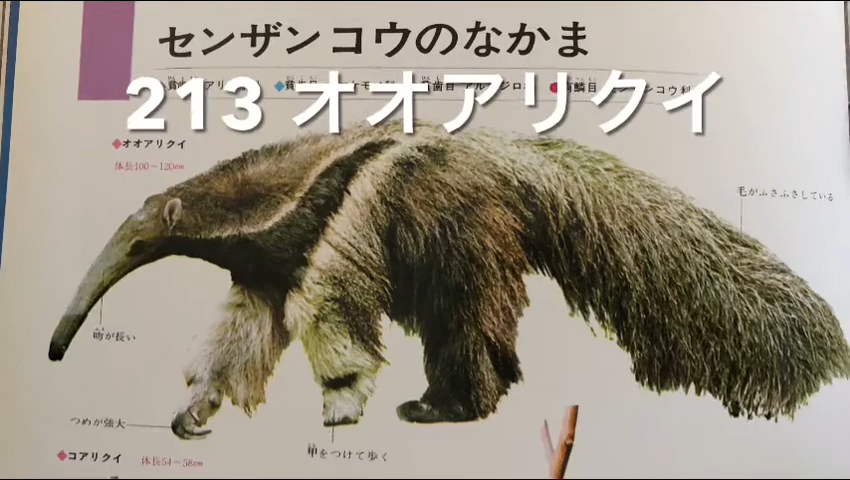 センザンコウのなかま
213 オオアリクイ
オオアリクイ
体長100〜120cm
毛がふさふさしている
吻が長い
つめが強大
甲をつけて歩く
コアリクイ 体長54〜58cm